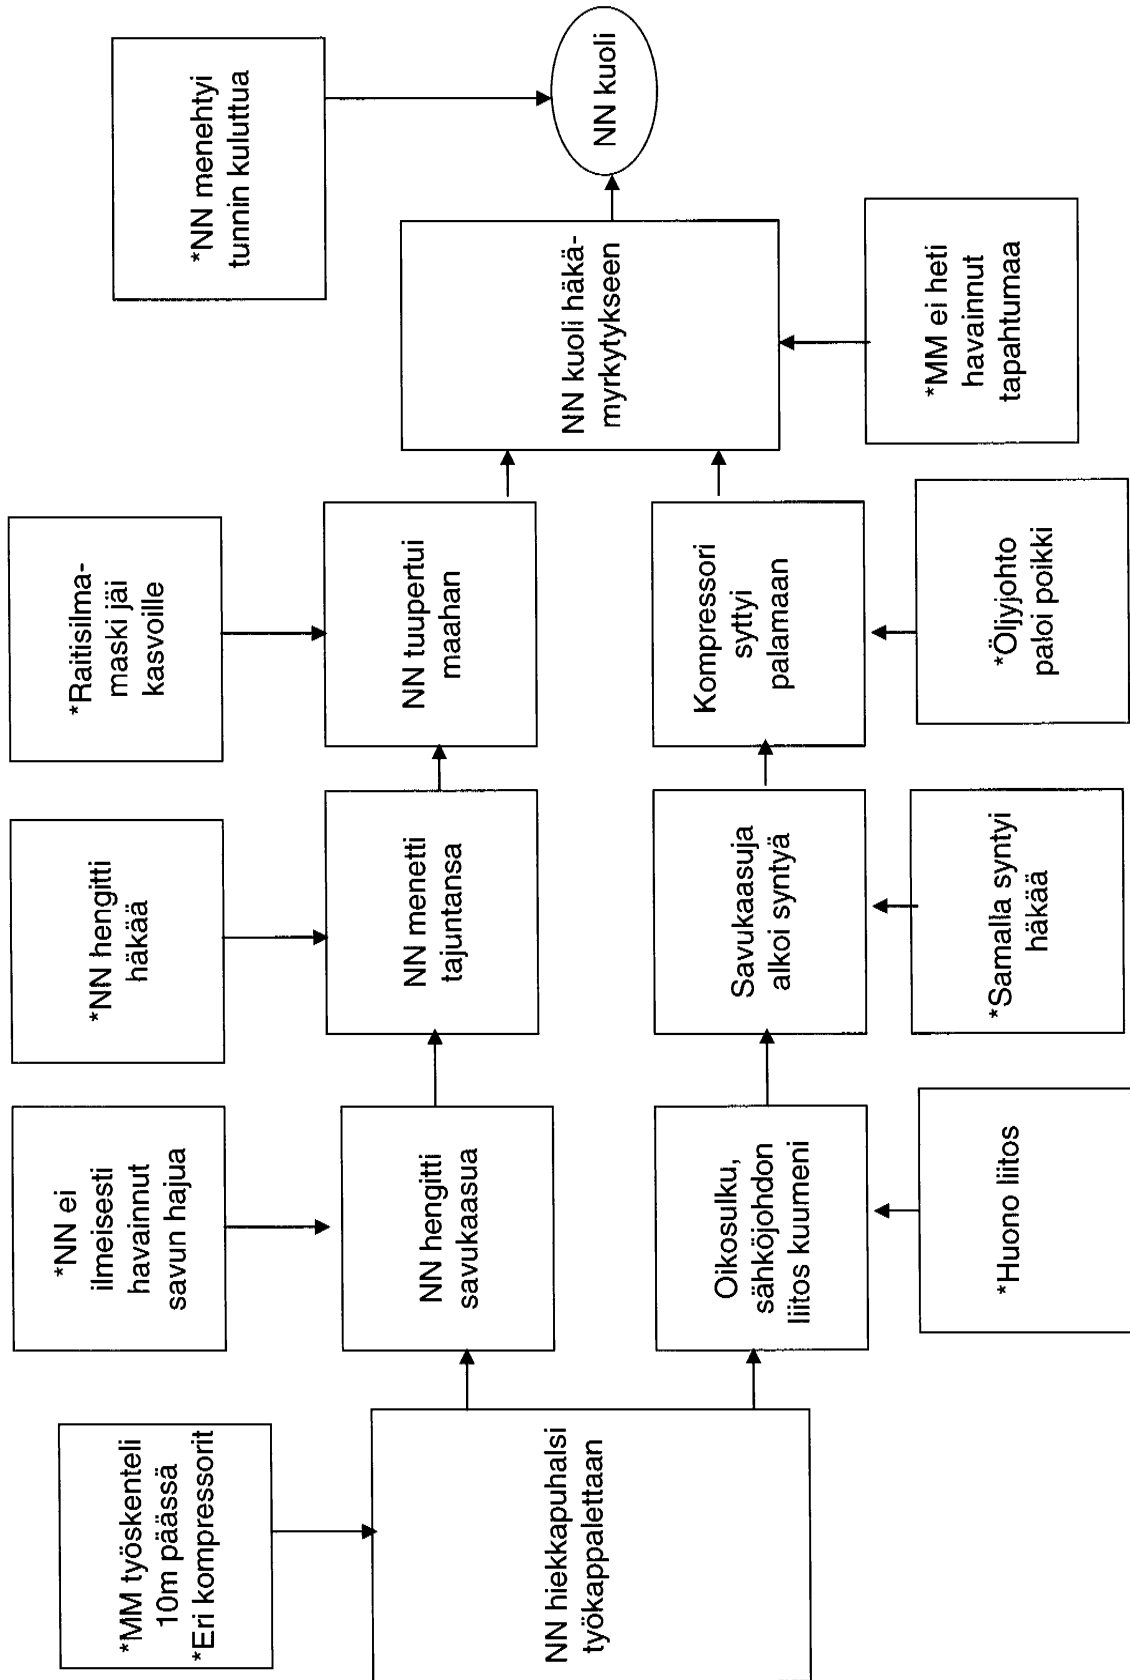 *MM työskenteli
10m päässä
*Eri kompressorit
NN hiekkapuhalsi
työkappalettaan
*NN ei
ilmeisesti
havainnut
savun hajua
NN hengitti
savukaasua
*NN hengitti
häkää
NN menetti
tajuntansa
*Raitisilma-
maski jäi
kasvoille
NN tuupertui
maahan
Oikosulku,
sähköjohdon
liitos kuumeni
*Huono liitos
Savukaasuja
alkoi syntyä
*Samalla syntyi
häkää
Kompressori
syttyi
palamaan
*Öljyjohto
paloi poikki
NN kuoli häkä-
myrkytykseen
*MM ei heti
havainnut
tapahtumaa
*NN menehtyi
tunnin kuluttua
NN kuoli